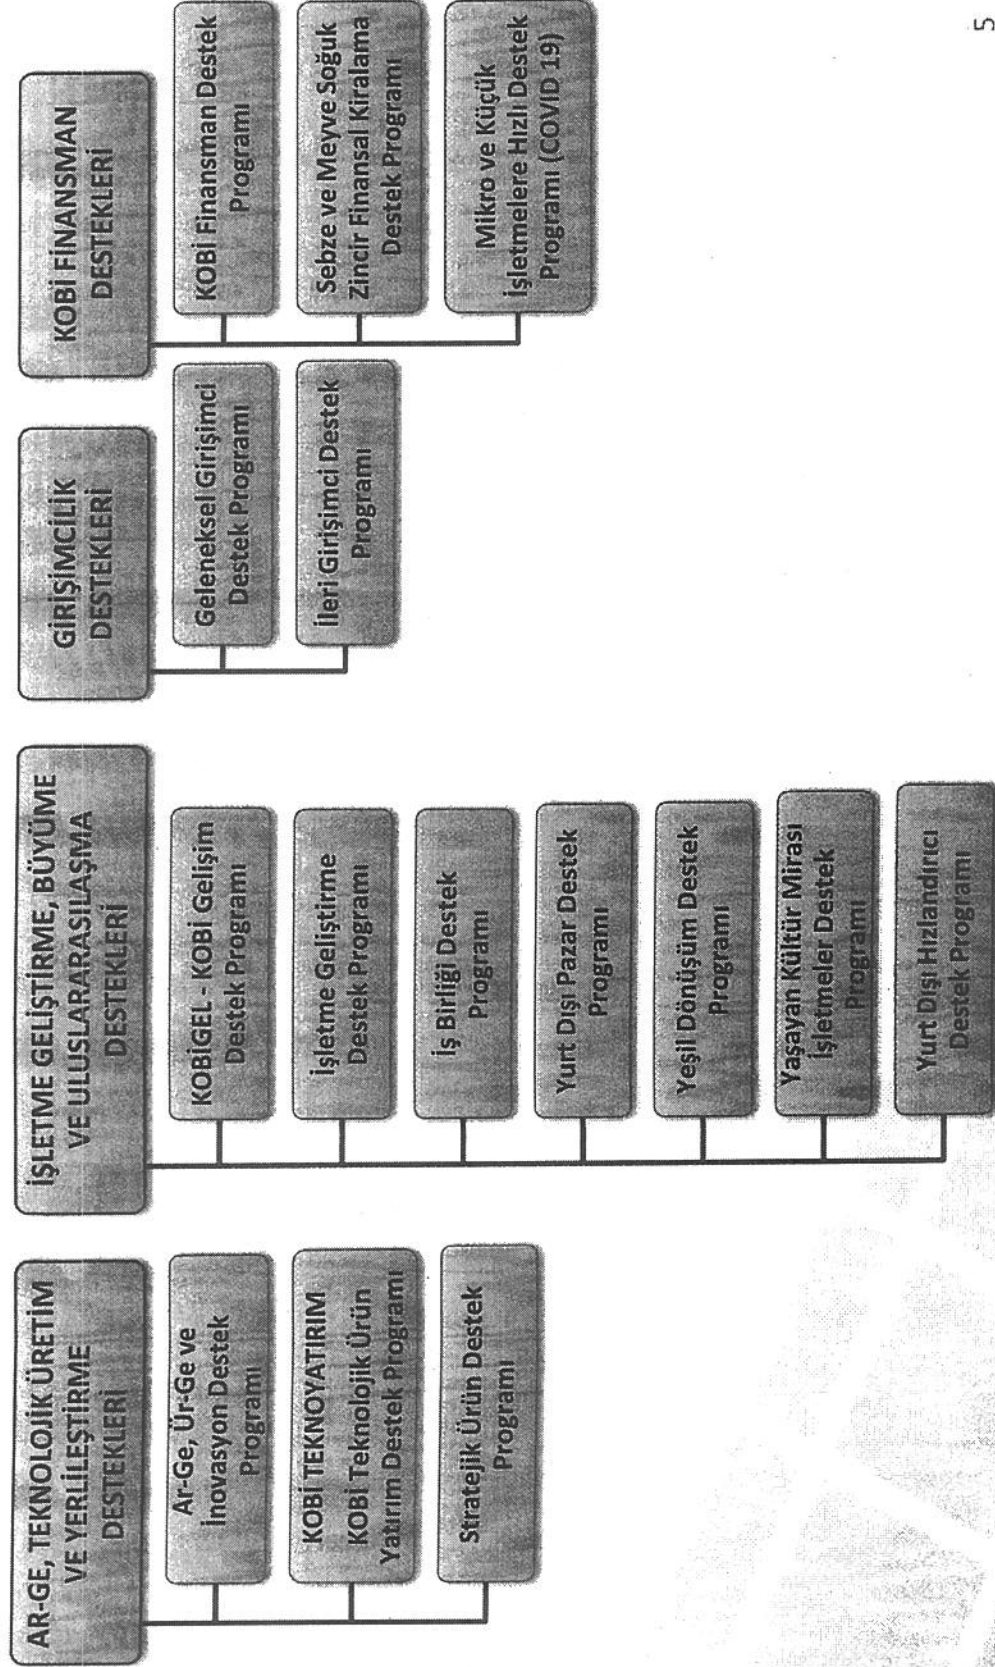 AR-GE, TEKNOLOJİK ÜRETİM
VE YERLİLEŞTİRME
DESTEKLERİ
Ar-Ge, Ür-Ge ve
İnovasyon Destek
Programı
KOBİ TEKNOYATIRIM
KOBİ Teknolojik Ürün
Yatırım Destek Programı
Stratejik Ürün Destek
Programı
İŞLETME GELİŞTİRME, BÜYÜME
VE ULUSLARARASILAŞMA
DESTEKLERİ
KOBİGEL - KOBİ Gelişim
Destek Programı
İşletme Geliştirme
Destek Programı
İş Birliği Destek
Programı
Yurt Dışı Pazar Destek
Programı
Yeşil Dönüşüm Destek
Programı
Yaşayan Kültür Mirası
İşletmeler Destek
Programı
Yurt Dışı Hızlandırıcı
Destek Programı
GİRİŞİMCİLİK
DESTEKLERİ
Geleneksel Girişimci
Destek Programı
İleri Girişimci Destek
Programı
KOBİ FİNANSMAN
DESTEKLERİ
KOBİ Finansman Destek
Programı
Sebze ve Meyve Soğuk
Zincir Finansal Kiralama
Destek Programı
Mikro ve Küçük
İşletmelere Hızlı Destek
Programı (COVID 19)
5